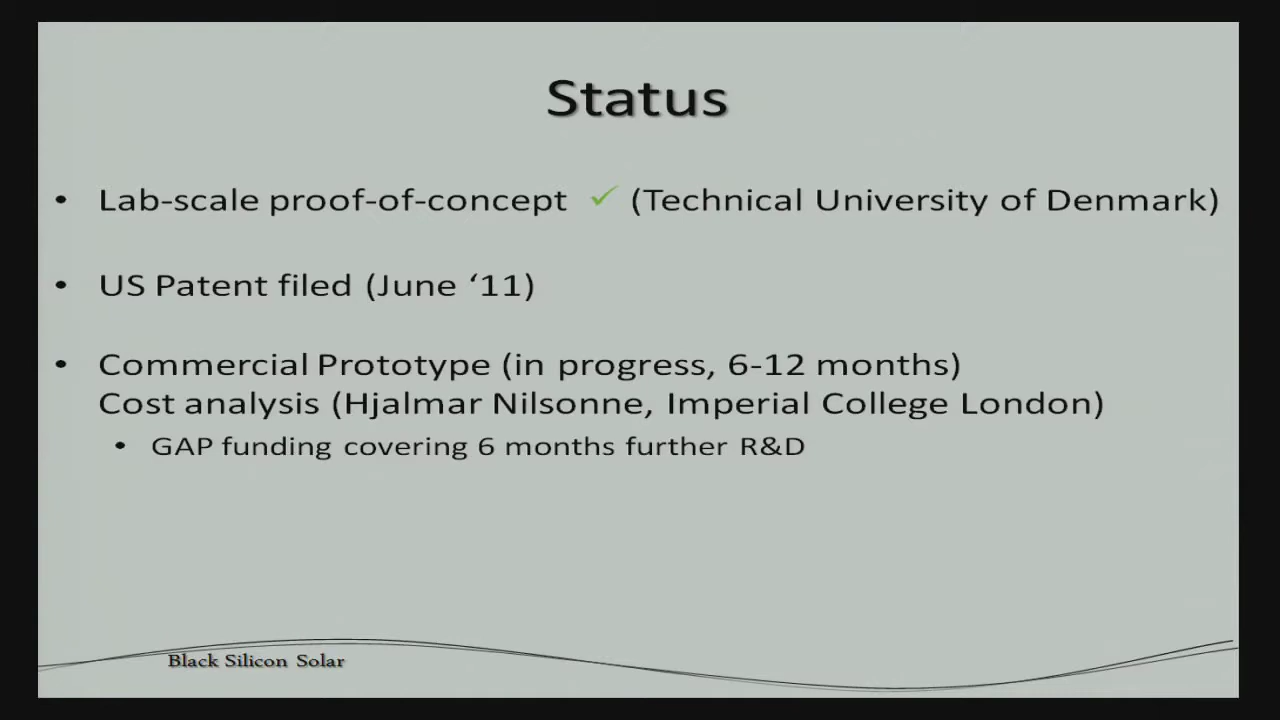 Status
• Lab-scale proof-of-concept ✓ (Technical University of Denmark)
• US Patent filed (June ‘11)
• Commercial Prototype (in progress, 6-12 months)
Cost analysis (Hjalmar Nilsonne, Imperial College London)
• GAP funding covering 6 months further R&D
Black Silicon Solar